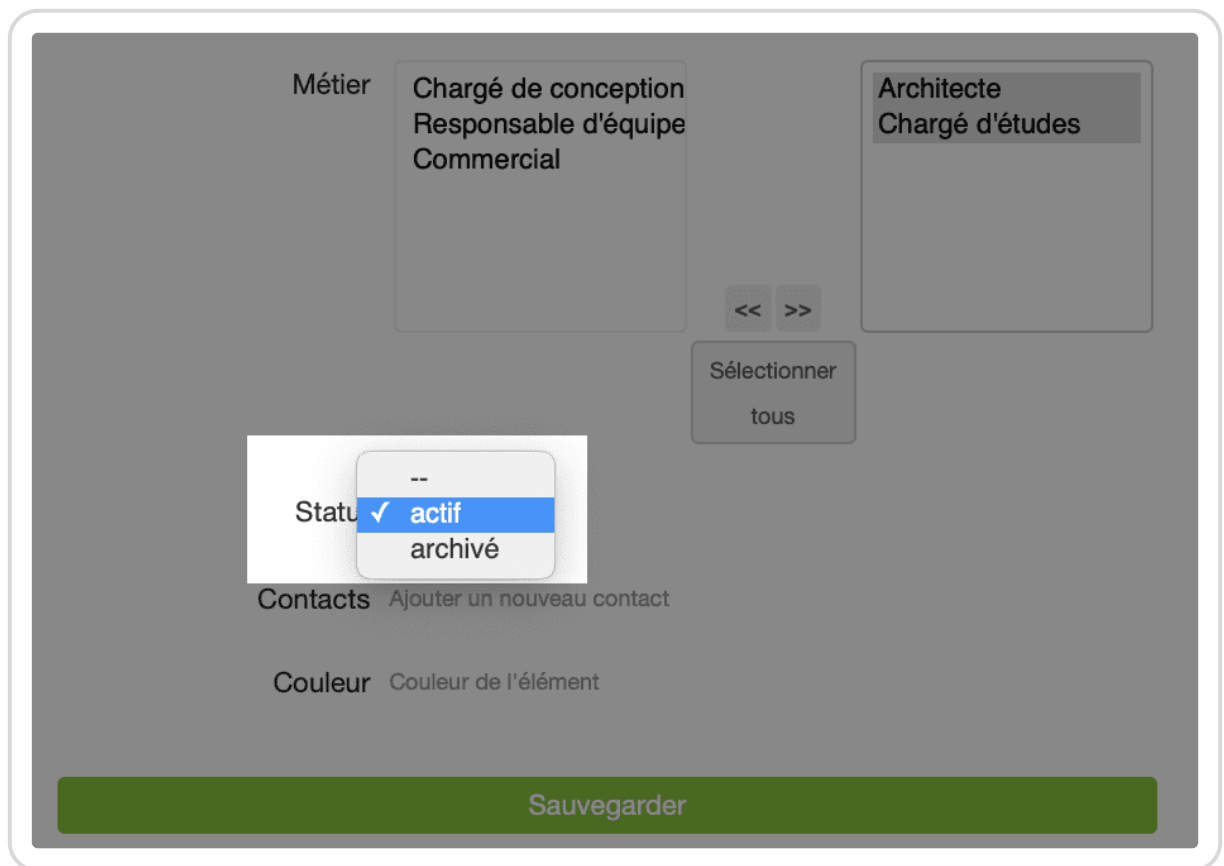 Métier
Chargé de conception
Responsable d'équipe
Commercial
Architecte
Chargé d'études
<< >>
Sélectionner
tous
--
Statu ✓ actif
archivé
Contacts Ajouter un nouveau contact
Couleur Couleur de l'élément
Sauvegarder